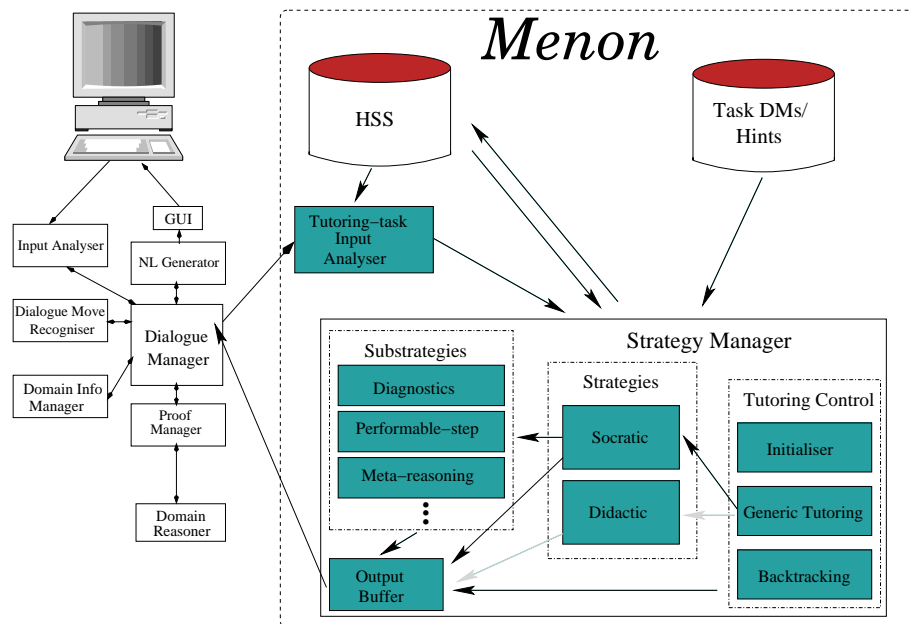 Menon
HSS
Task DMs/
Hints
Tutoring−task
Input
Analyser
GUI
Input Analyser
NL Generator
Dialogue Move
Recogniser
Dialogue
Manager
Domain Info
Manager
Proof
Manager
Domain
Reasoner
Strategy Manager
Substrategies
Diagnostics
Performable−step
Meta−reasoning
Strategies
Socratic
Didactic
Tutoring Control
Initialiser
Generic Tutoring
Backtracking
Output
Buffer